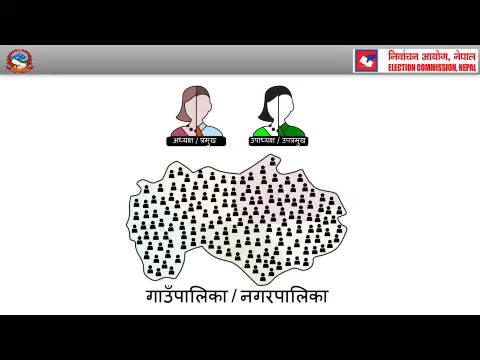 निर्वाचन आयोग, नेपाल
ELECTION COMMISSION, NEPAL
अध्यक्ष / प्रमुख
उपाध्यक्ष / उपप्रमुख
गाउँपालिका / नगरपालिका